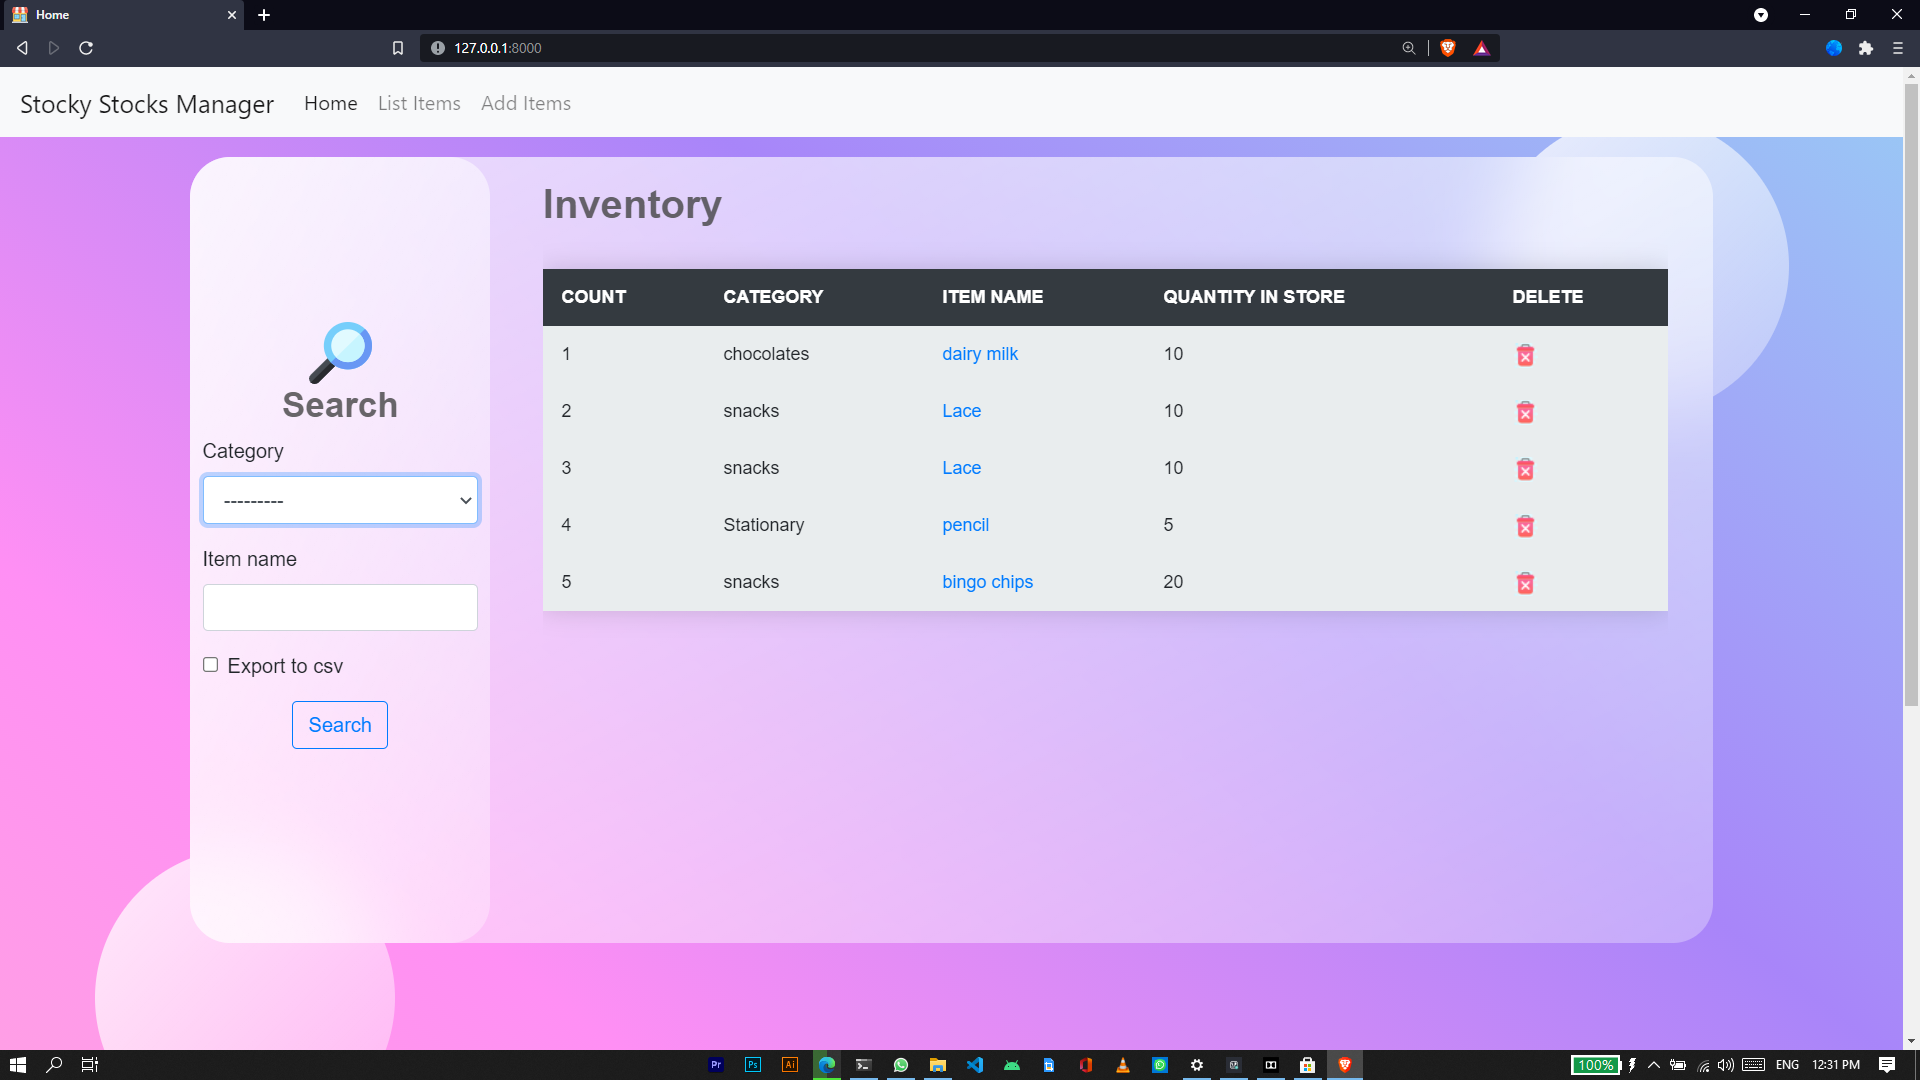 Home
127.0.0.1:8000
Stocky Stocks Manager Home List Items Add Items
Inventory
COUNT CATEGORY ITEM NAME QUANTITY IN STORE DELETE
1 chocolates dairy milk 10
2 snacks Lace 10
3 snacks Lace 10
4 Stationary pencil 5
5 snacks bingo chips 20
Search
Category
---------
Item name
Export to csv
Search
Pr Ps Ai
100% ENG 12:31 PM